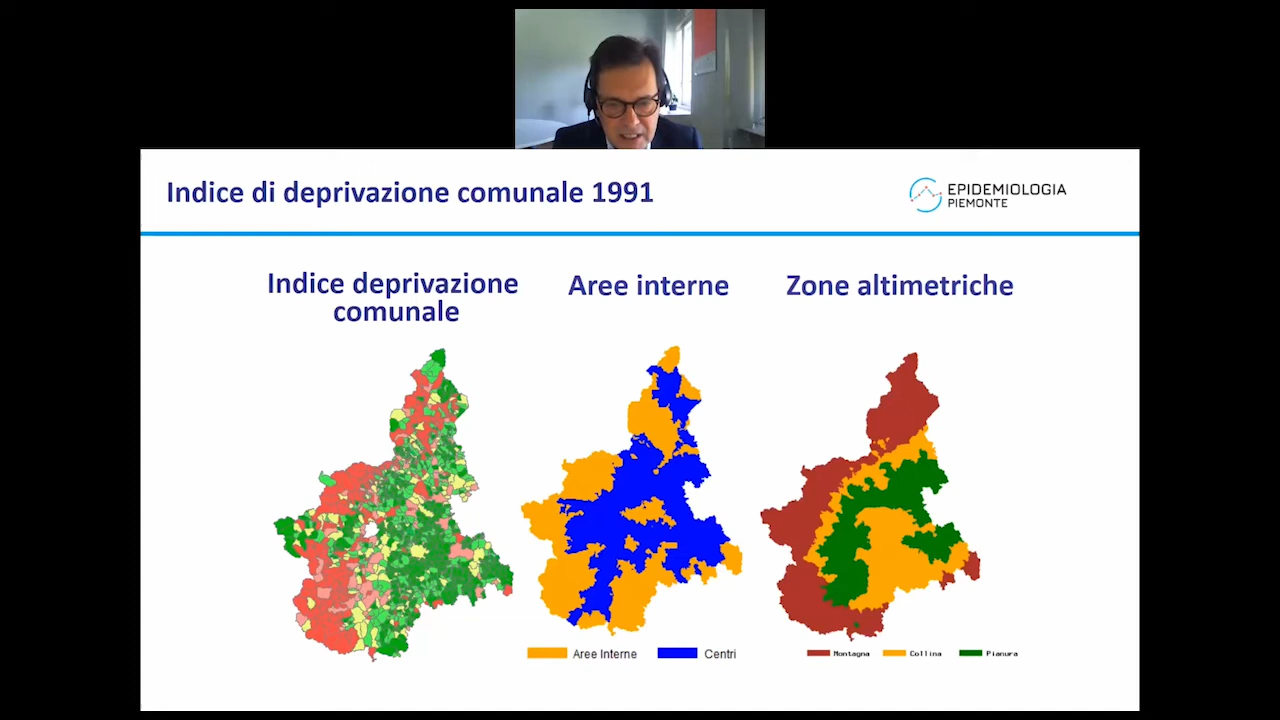 Indice di deprivazione comunale 1991
EPIDEMIOLOGIA
PIEMONTE
Indice deprivazione
comunale
Aree interne
Zone altimetriche
Aree Interne
Centri
Montagna
Collina
Pianura